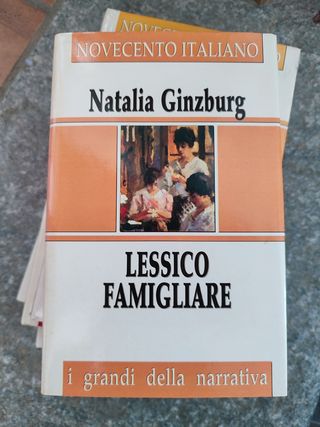 NOVECENTO ITALIANO
Natalia Ginzburg
LESSICO
FAMIGLIARE
i grandi della narrativa